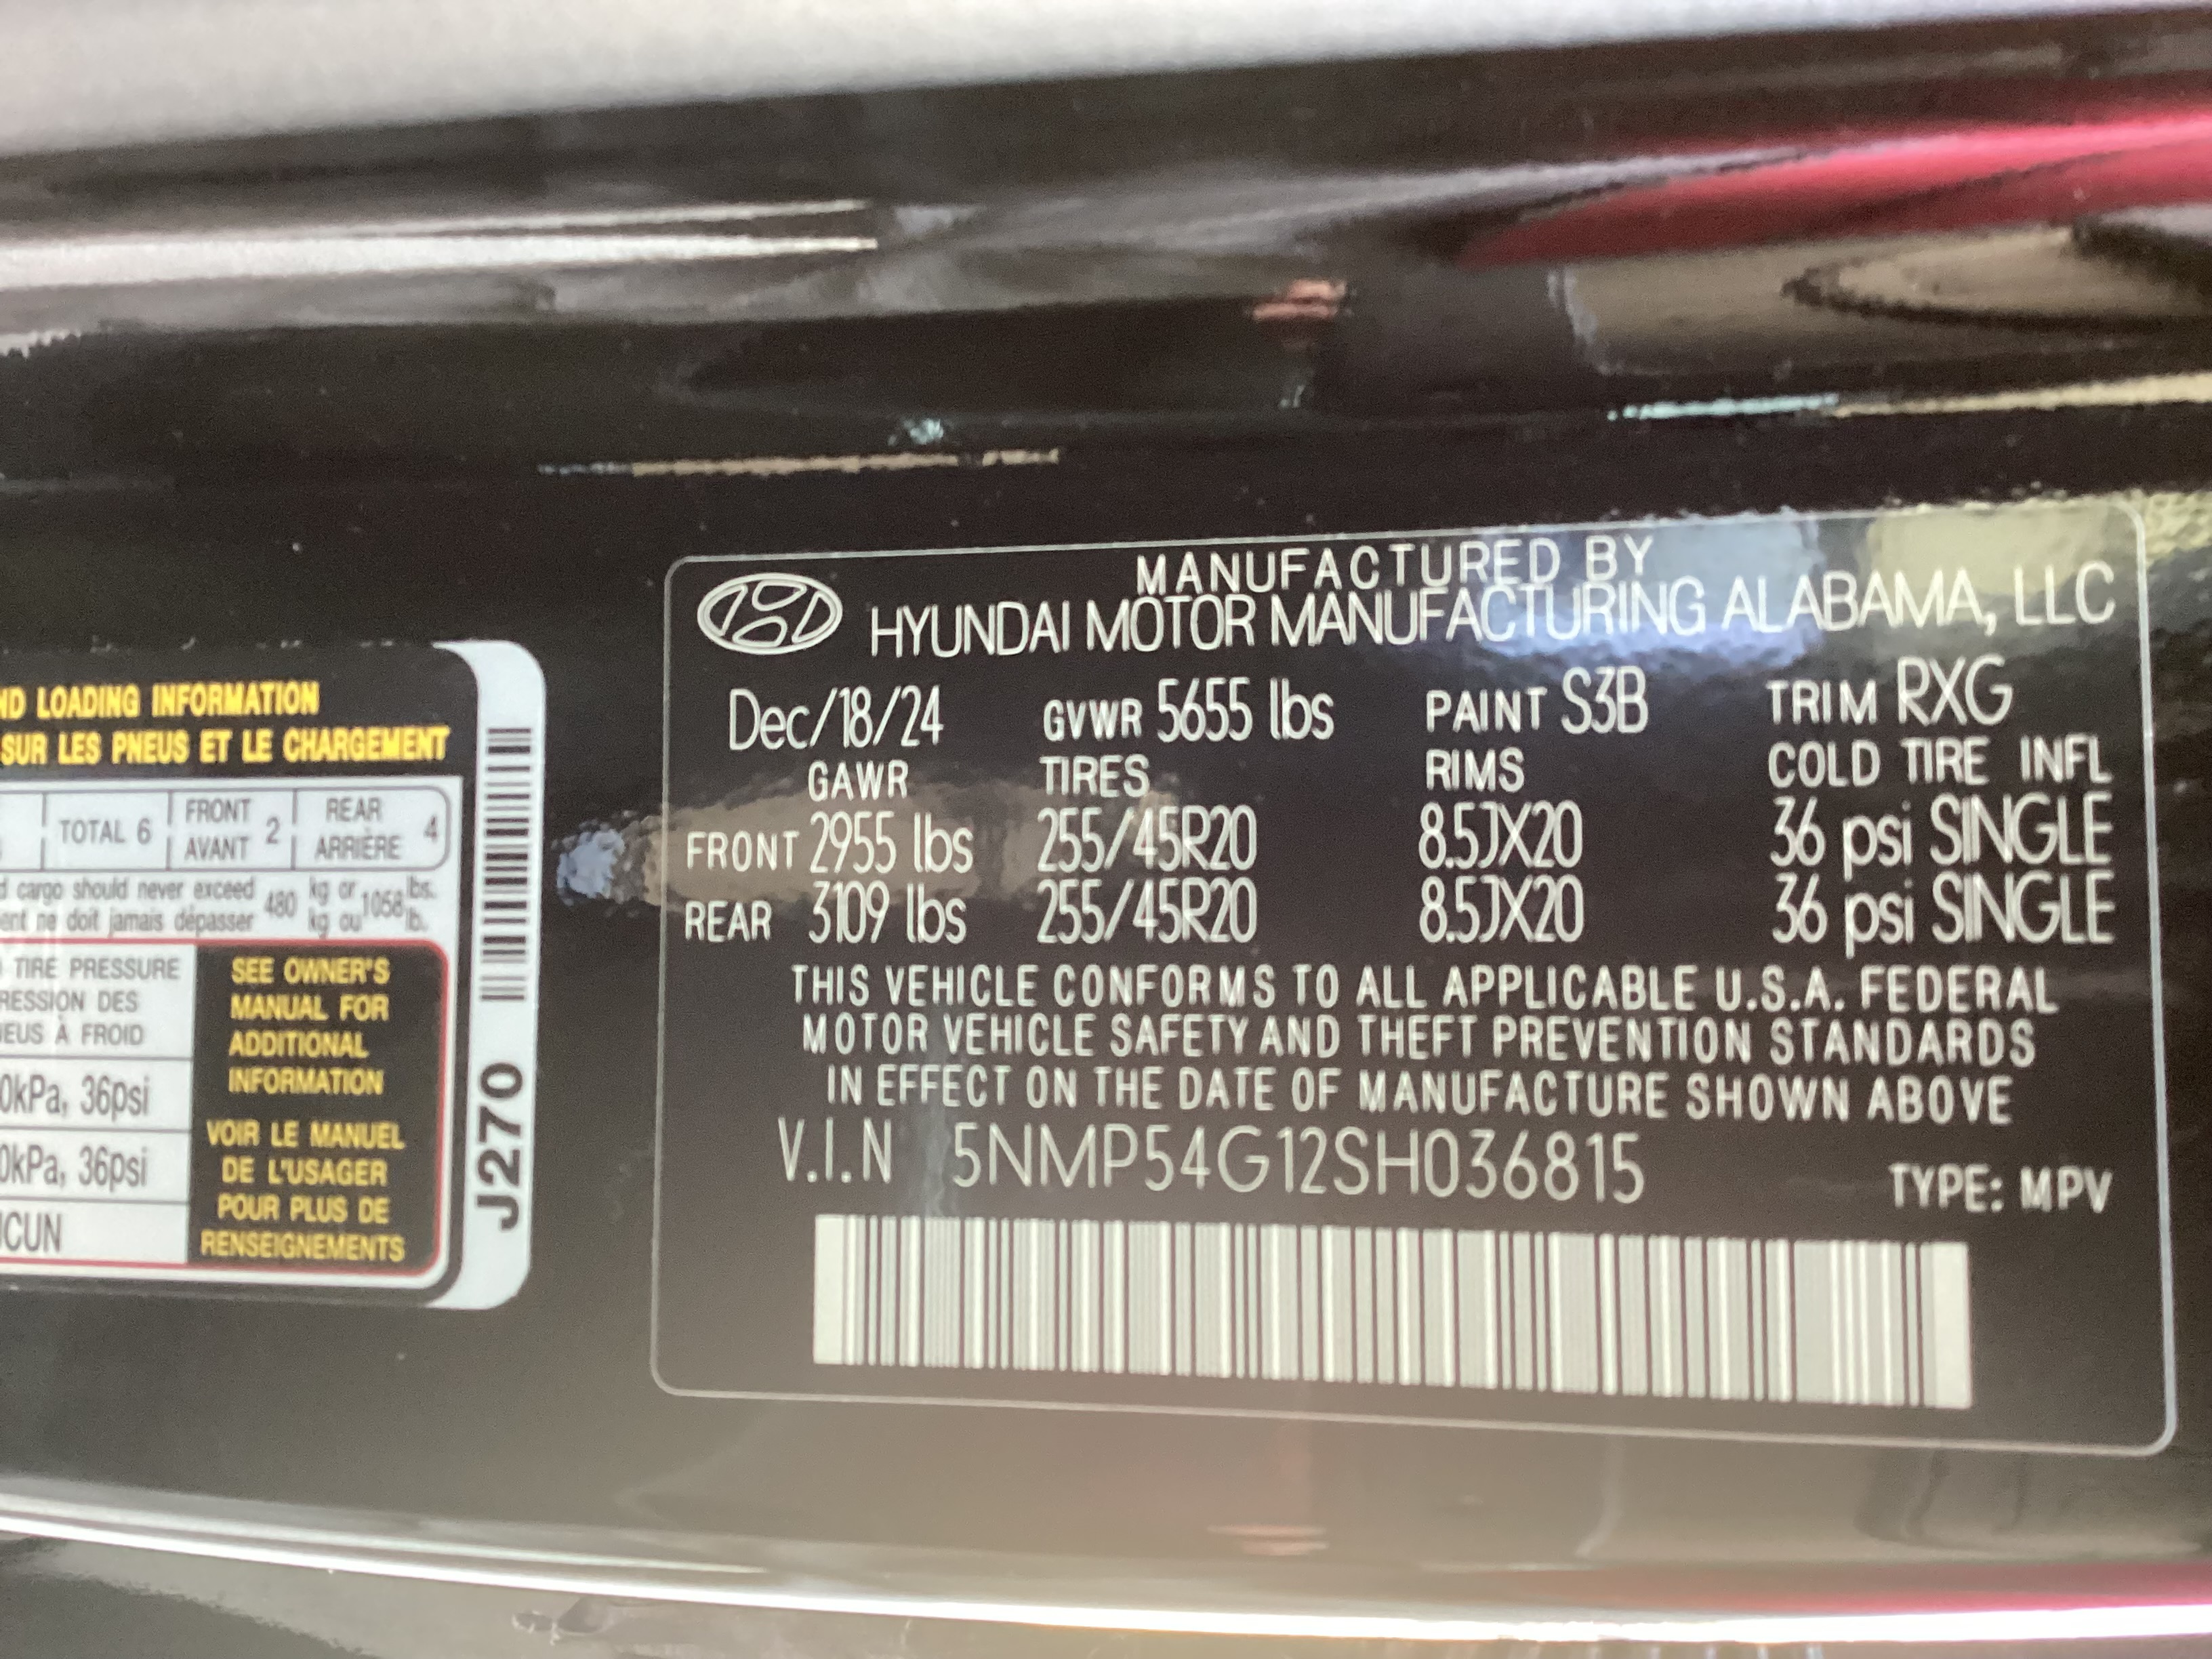 ND LOADING INFORMATION
SUR LES PNEUS ET LE CHARGEMENT
TOTAL 6
FRONT
AVANT
2
REAR
ARRIÈRE
4
cargo should never exceed 480 kg or 1058 lbs.
ne doit jamais dépasser kg ou lb.
TIRE PRESSURE
RESSION DES
EUS À FROID
0kPa, 36psi
0kPa, 36psi
CUN
SEE OWNER'S
MANUAL FOR
ADDITIONAL
INFORMATION
VOIR LE MANUEL
DE L'USAGER
POUR PLUS DE
RENSEIGNEMENTS
J270
MANUFACTURED BY
HYUNDAI MOTOR MANUFACTURING ALABAMA, LLC
Dec/18/24 GVWR 5655 lbs PAINT S3B TRIM RXG
GAWR TIRES RIMS COLD TIRE INFL
FRONT 2955 lbs 255/45R20 8.5JX20 36 psi SINGLE
REAR 3109 lbs 255/45R20 8.5JX20 36 psi SINGLE
THIS VEHICLE CONFORMS TO ALL APPLICABLE U.S.A. FEDERAL
MOTOR VEHICLE SAFETY AND THEFT PREVENTION STANDARDS
IN EFFECT ON THE DATE OF MANUFACTURE SHOWN ABOVE
V.I.N 5NMP54G12SH036815
TYPE: MPV